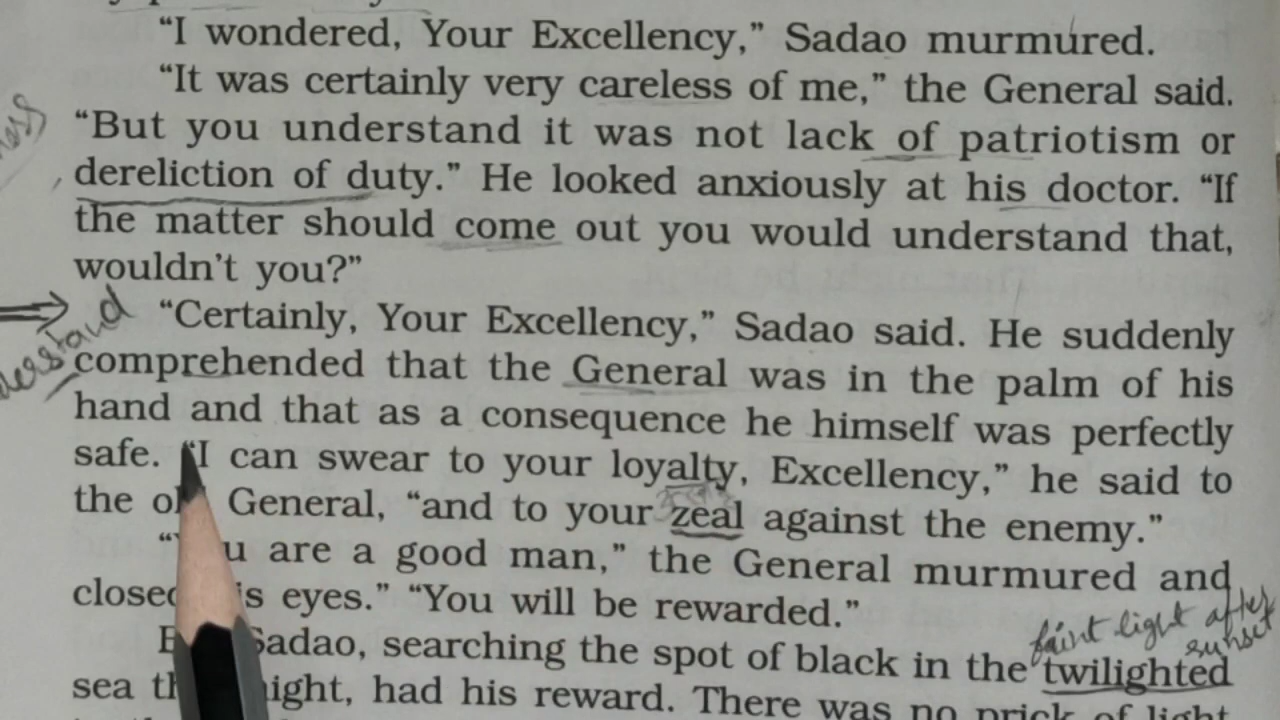 “I wondered, Your Excellency,” Sadao murmured.
“It was certainly very careless of me,” the General said.
“But you understand it was not lack of patriotism or
dereliction of duty.” He looked anxiously at his doctor. “If
the matter should come out you would understand that,
wouldn’t you?”
“Certainly, Your Excellency,” Sadao said. He suddenly
comprehended that the General was in the palm of his
hand and that as a consequence he himself was perfectly
safe. “I can swear to your loyalty, Excellency,” he said to
the General, “and to your zeal against the enemy.”
are a good man,” the General murmured and
eyes.” “You will be rewarded.”
faint light after
sunset
Sadao, searching the spot of black in the twilighted
sea had his reward. There was no prick of light